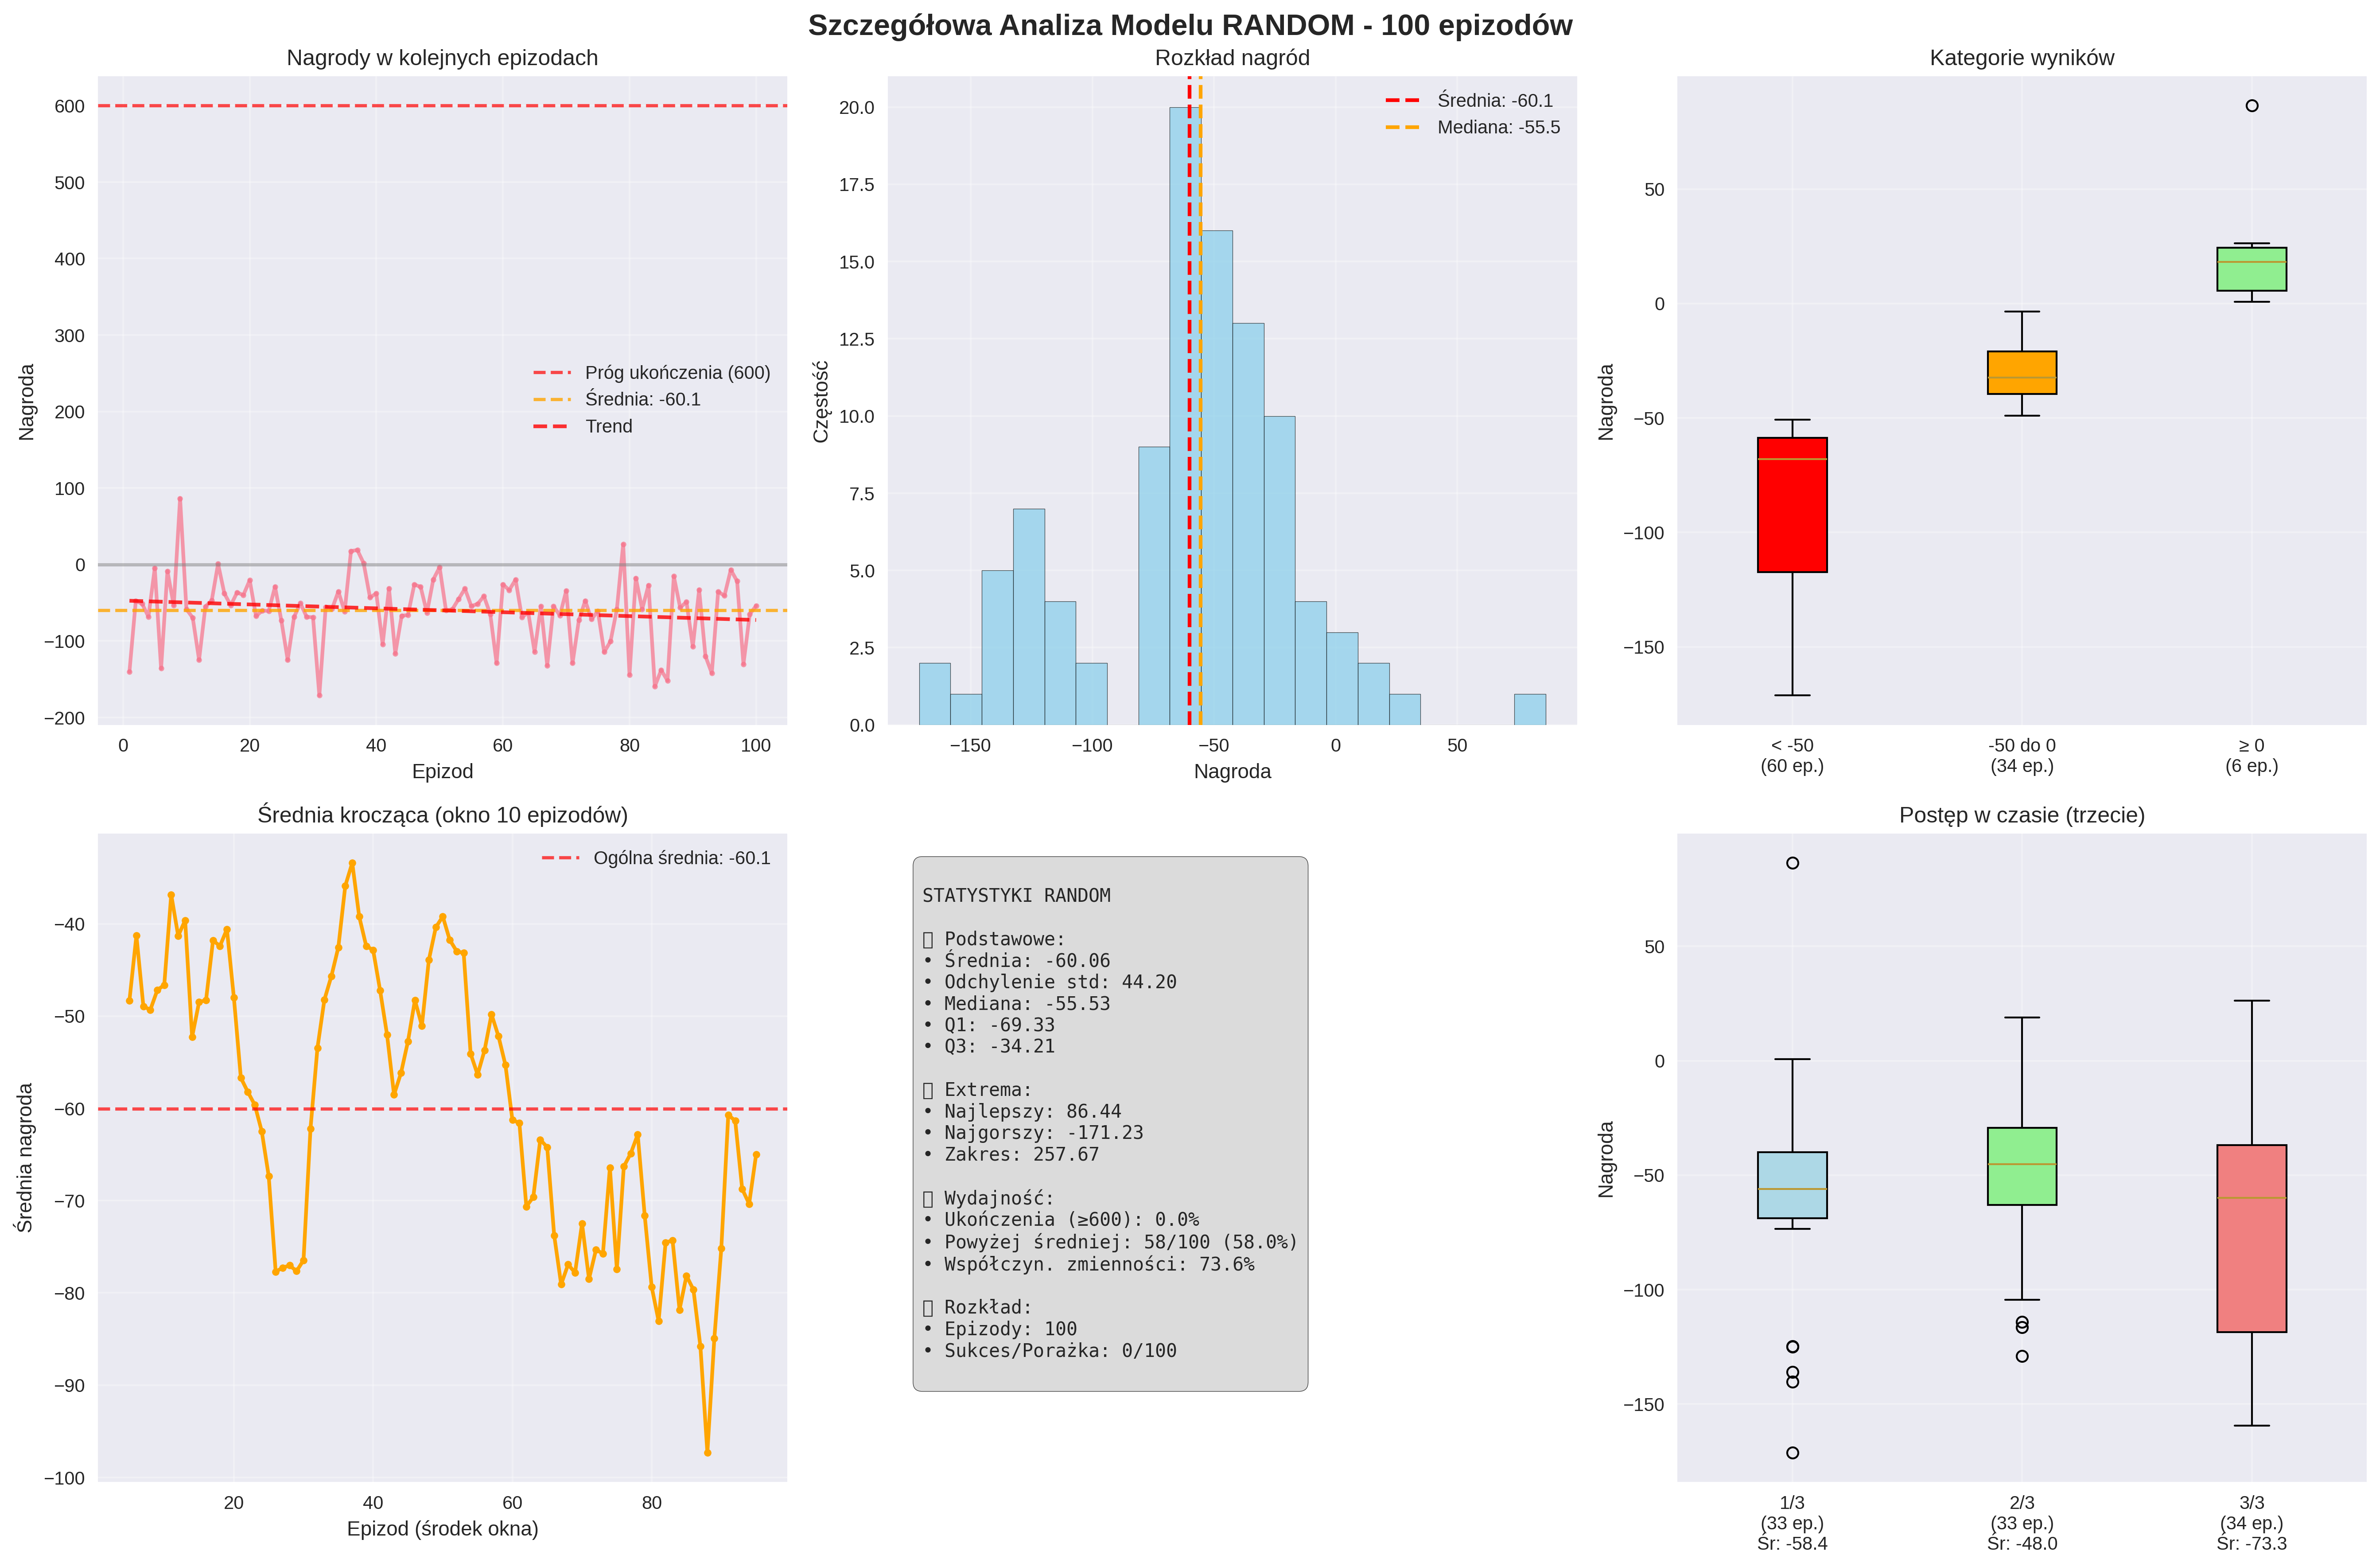 Szczegółowa Analiza Modelu RANDOM - 100 epizodów
Nagrody w kolejnych epizodach
600
500
400
300
200
100
0
−100
−200
Nagroda
Próg ukończenia (600)
Średnia: -60.1
Trend
0
20
40
60
80
100
Epizod
Rozkład nagród
20.0
17.5
15.0
12.5
10.0
7.5
5.0
2.5
0.0
Częstość
Średnia: -60.1
Mediana: -55.5
−150
−100
−50
0
50
Nagroda
Kategorie wyników
50
0
−50
−100
−150
Nagroda
< -50
(60 ep.)
-50 do 0
(34 ep.)
≥ 0
(6 ep.)
Średnia krocząca (okno 10 epizodów)
Ogólna średnia: -60.1
−40
−50
−60
−70
−80
−90
−100
Średnia nagroda
20
40
60
80
Epizod (środek okna)
STATYSTYKI RANDOM
Podstawowe:
• Średnia: -60.06
• Odchylenie std: 44.20
• Mediana: -55.53
• Q1: -69.33
• Q3: -34.21
Extrema:
• Najlepszy: 86.44
• Najgorszy: -171.23
• Zakres: 257.67
Wydajność:
• Ukończenia (≥600): 0.0%
• Powyżej średniej: 58/100 (58.0%)
• Współczyn. zmienności: 73.6%
Rozkład:
• Epizody: 100
• Sukces/Porażka: 0/100
Postęp w czasie (trzecie)
50
0
−50
−100
−150
Nagroda
1/3
(33 ep.)
Śr: -58.4
2/3
(33 ep.)
Śr: -48.0
3/3
(34 ep.)
Śr: -73.3